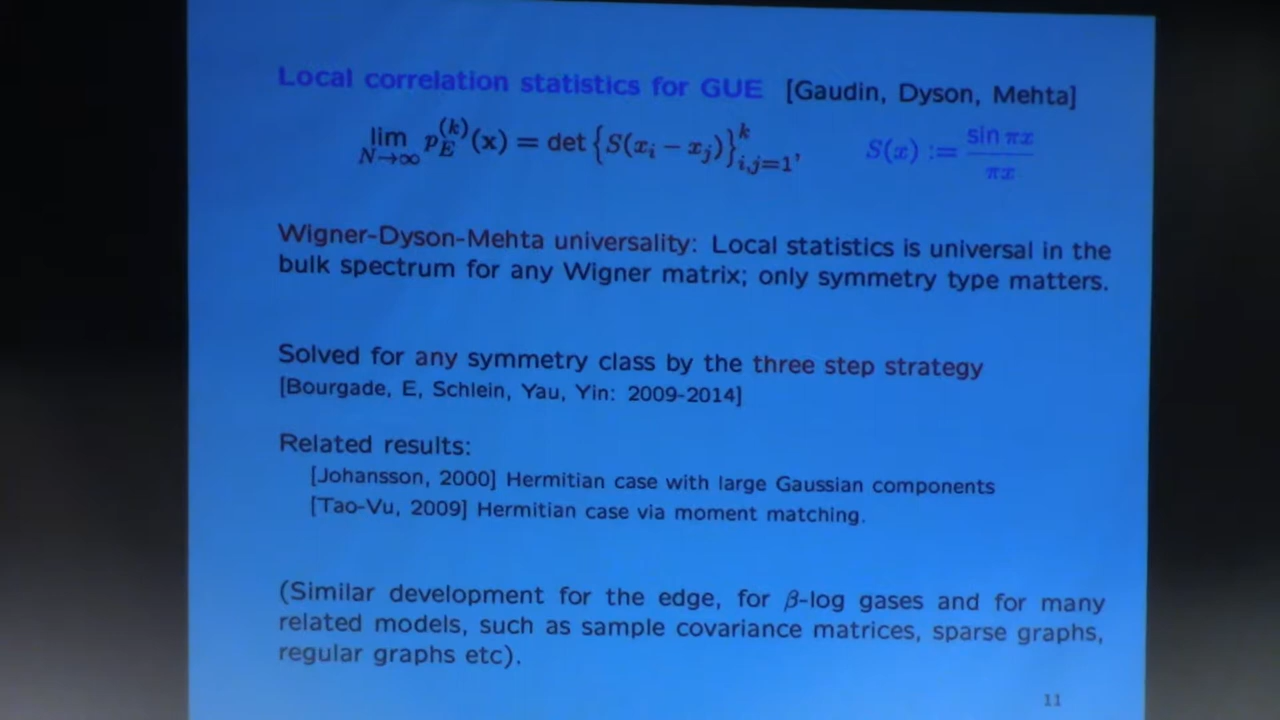 Local correlation statistics for GUE [Gaudin, Dyson, Mehta]
lim_{N→∞} p_E^{(k)}(x) = det {S(x_i − x_j)}_{i,j=1}^k, S(x) := sin πx / πx
Wigner-Dyson-Mehta universality: Local statistics is universal in the
bulk spectrum for any Wigner matrix; only symmetry type matters.
Solved for any symmetry class by the three step strategy
[Bourgade, E, Schlein, Yau, Yin: 2009-2014]
Related results:
[Johansson, 2000] Hermitian case with large Gaussian components
[Tao-Vu, 2009] Hermitian case via moment matching.
(Similar development for the edge, for β-log gases and for many
related models, such as sample covariance matrices, sparse graphs,
regular graphs etc).
11